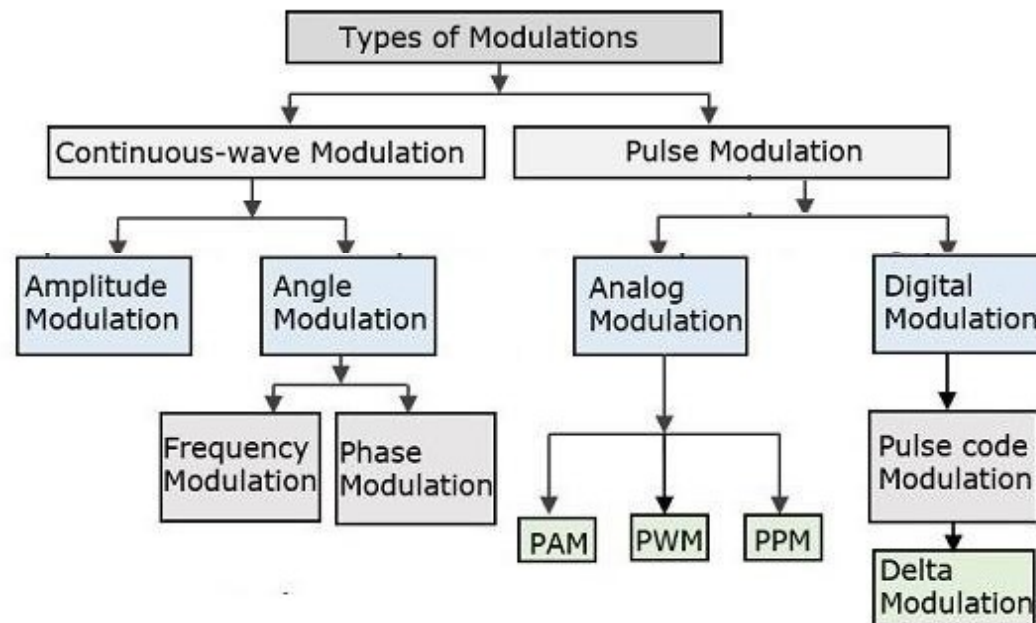 Types of Modulations
Continuous-wave Modulation
Pulse Modulation
Amplitude
Modulation
Angle
Modulation
Analog
Modulation
Digital
Modulation
Frequency
Modulation
Phase
Modulation
Pulse code
Modulation
PAM
PWM
PPM
Delta
Modulation